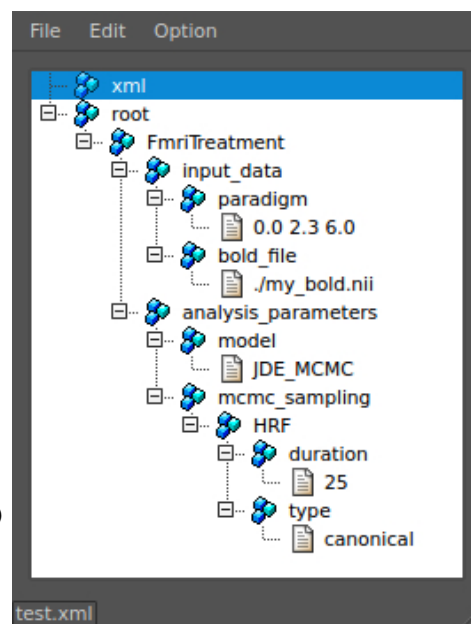 File Edit Option
xml
root
FmriTreatment
input_data
paradigm
0.0 2.3 6.0
bold_file
./my_bold.nii
analysis_parameters
model
JDE_MCMC
mcmc_sampling
HRF
duration
25
type
canonical
test.xml